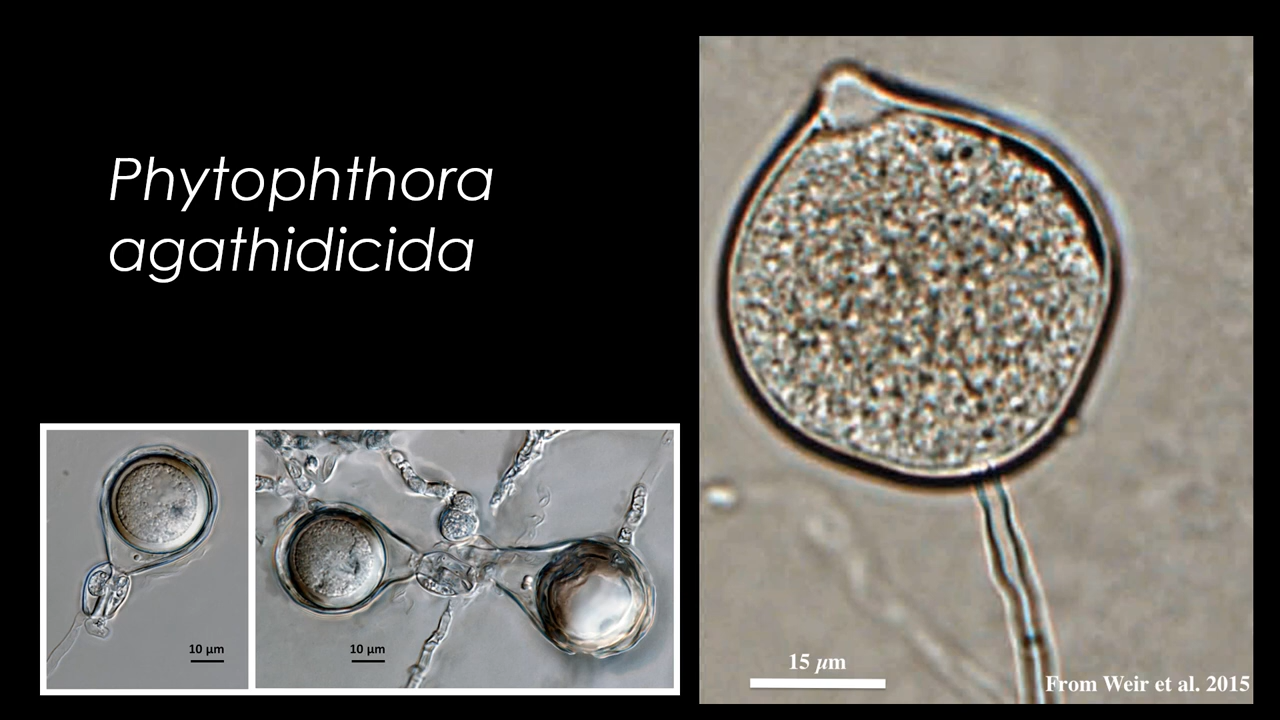 Phytophthora
agathidicida
10 µm
10 µm
15 µm
From Weir et al. 2015